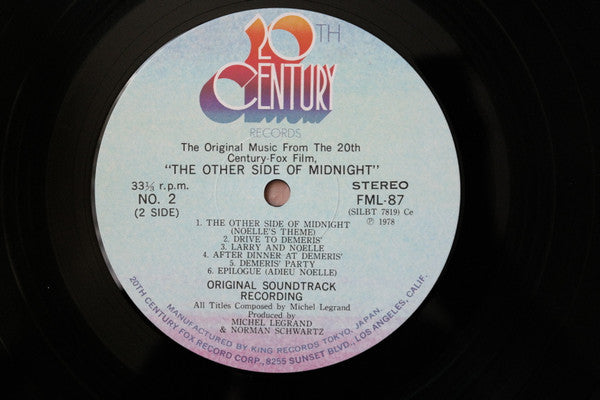 20TH
CENTURY
RECORDS
The Original Music From The 20th
Century-Fox Film,
"THE OTHER SIDE OF MIDNIGHT"
33⅓ r.p.m.
NO. 2
(2 SIDE)
STEREO
FML-87
(SILBT 7819) Ce
℗ 1978
1. THE OTHER SIDE OF MIDNIGHT
(NOELLE'S THEME)
2. DRIVE TO DEMERIS'
3. LARRY AND NOELLE
4. AFTER DINNER AT DEMERIS'
5. DEMERIS' PARTY
6. EPILOGUE (ADIEU NOELLE)
ORIGINAL SOUNDTRACK
RECORDING
All Titles Composed by Michel Legrand
Produced by
MICHEL LEGRAND
& NORMAN SCHWARTZ
MANUFACTURED BY KING RECORDS TOKYO, JAPAN.
20TH CENTURY FOX RECORD CORP., 8255 SUNSET BLVD., LOS ANGELES, CALIF.